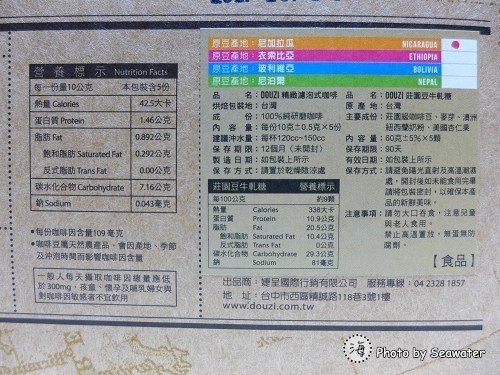 營養標示 Nutrition Facts
每一份量10公克 本包裝含5份
熱量 Calories 42.5大卡
蛋白質 Protein 1.46公克
脂肪 Fat 0.892公克
飽和脂肪 Saturated Fat 0.292公克
反式脂肪 Trans Fat 0.00公克
碳水化合物 Carbohydrate 7.16公克
鈉 Sodium 0.043毫克
每份咖啡因含量109毫克
咖啡豆屬天然農產品，會因產地、季節
及沖泡時間而影響咖啡因含量
一般人每天攝取咖啡因總量應低
於300mg，孩童、懷孕及哺乳婦女與
對咖啡因敏感者不宜飲用
原豆產地：尼加拉瓜 NICARAGUA
原豆產地：衣索比亞 ETHIOPIA
原豆產地：玻利維亞 BOLIVIA
原豆產地：尼泊爾 NEPAL
品名：DOUZI 精緻濾泡式咖啡
烘焙包裝地：台灣
成份：100%純研磨咖啡
內容量：每份10克±0.5克×5份
建議沖水量：每杯120cc~150cc
保存期限：12個月（未開封）
製造日期：如包裝上所示
保存方式：請置於乾燥陰涼處
莊園豆牛軋糖 營養標示
每100公克 約9顆
熱量 Calories 338大卡
蛋白質 Protein 10.9公克
脂肪 Fat 20.5公克
飽和脂肪 Saturated Fat 10.4公克
反式脂肪 Trans Fat 0公克
碳水化合物 Carbohydrate 29.3公克
鈉 Sodium 81毫克
品名：DOUZI 莊園豆牛軋糖
原產地：台灣
主要成份：莊園級咖啡豆、麥芽、澳洲
紐西蘭奶粉、美國杏仁果
內容量：60克±5%×5顆
保存期限：90天
有效日期：如包裝上所示
保存方式：請避免陽光直射及高溫潮濕
處，開封後如未能食用完畢
請將包裝密封，以確保本產
品的新鮮美味。
注意事項：請勿大口吞食，注意兒童
與老人食用。
禁止高溫置放，無蛋無防
腐劑。
【食品】
出品商：婕呈國際行銷有限公司 服務專線：04 2328 1857
地址：台中市西區精誠路118巷3號1樓
www.douzi.com.tw
海 Photo by Seawater